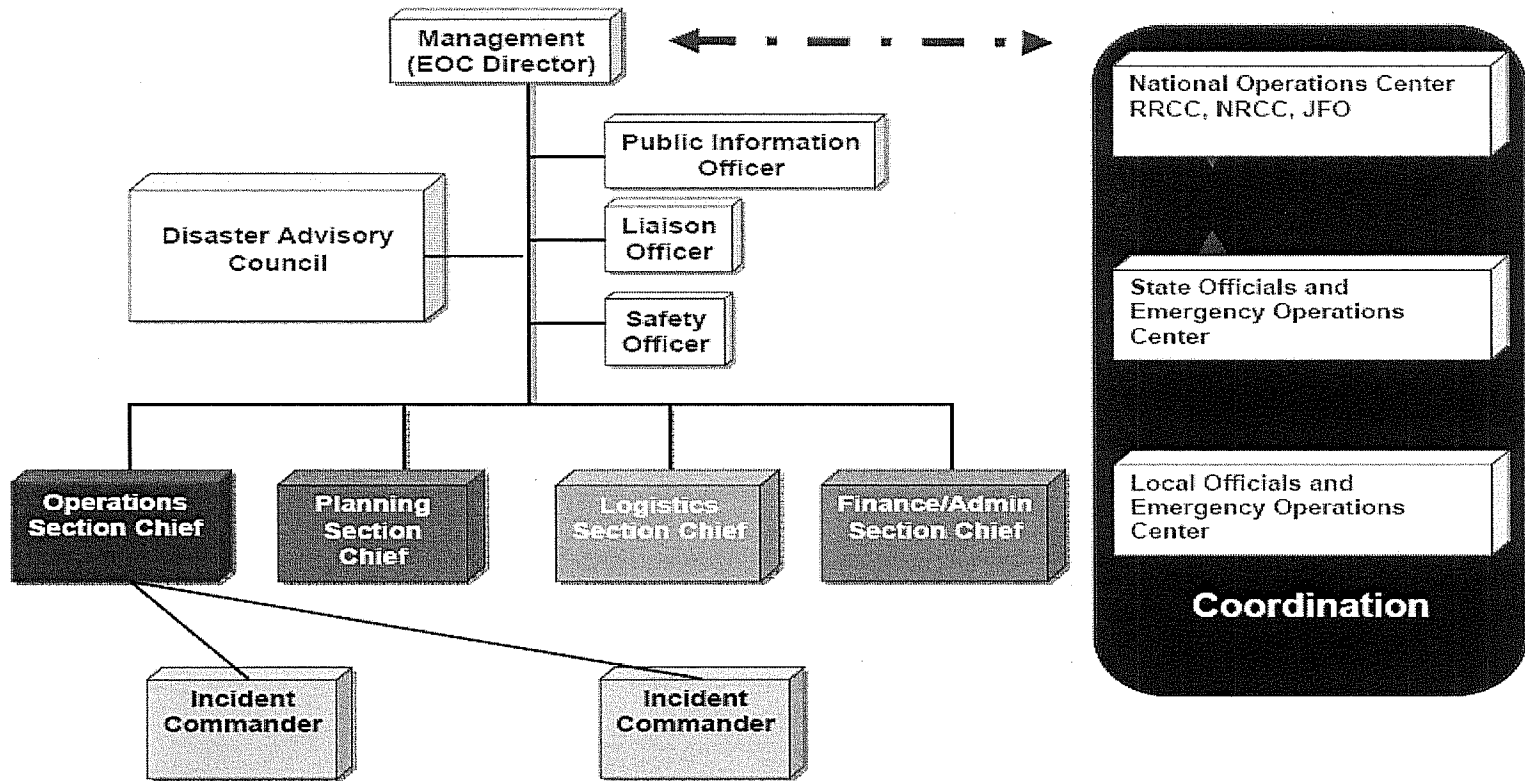 Management
(EOC Director)
Public Information
Officer
Disaster Advisory
Council
Liaison
Officer
Safety
Officer
Operations
Section Chief
Planning
Section
Chief
Logistics
Section Chief
Finance/Admin
Section Chief
Incident
Commander
Incident
Commander
National Operations Center
RRCC, NRCC, JFO
State Officials and
Emergency Operations
Center
Local Officials and
Emergency Operations
Center
Coordination